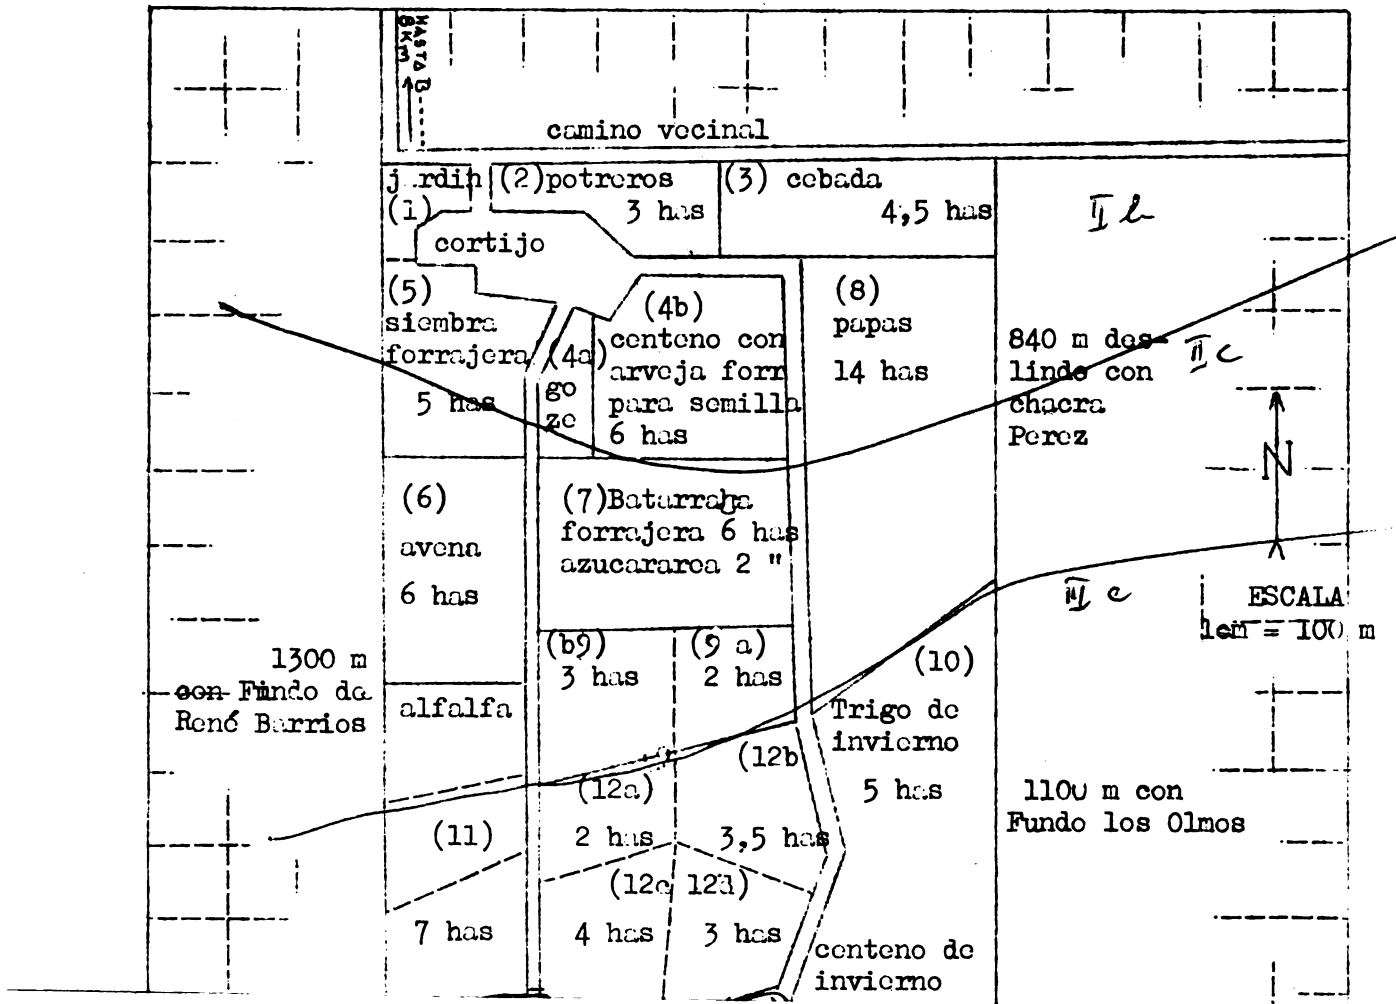 HASTA B
8 KM
camino vecinal
jardin
(1)
(2) potreros
3 has
(3) cebada
4,5 has
II b
cortijo
(5)
siembra
forrajera
5 has
(4a)
go
ze
(4b)
centeno con
arveja forr
para semilla
6 has
(8)
papas
14 has
840 m des-
linde con
chacra
Perez
II c
N
(6)
avena
6 has
(7) Batarraga
forrajera 6 has
azucararea 2 "
III e
ESCALA
1cm = 100 m
1300 m
con Fundo de
René Barrios
alfalfa
(b9)
3 has
(9 a)
2 has
(10)
Trigo de
invierno
5 has
(12b
(12a)
2 has
3,5 has
1100 m con
Fundo los Olmos
(11)
7 has
(12c
12d)
4 has
3 has
centeno de
invierno